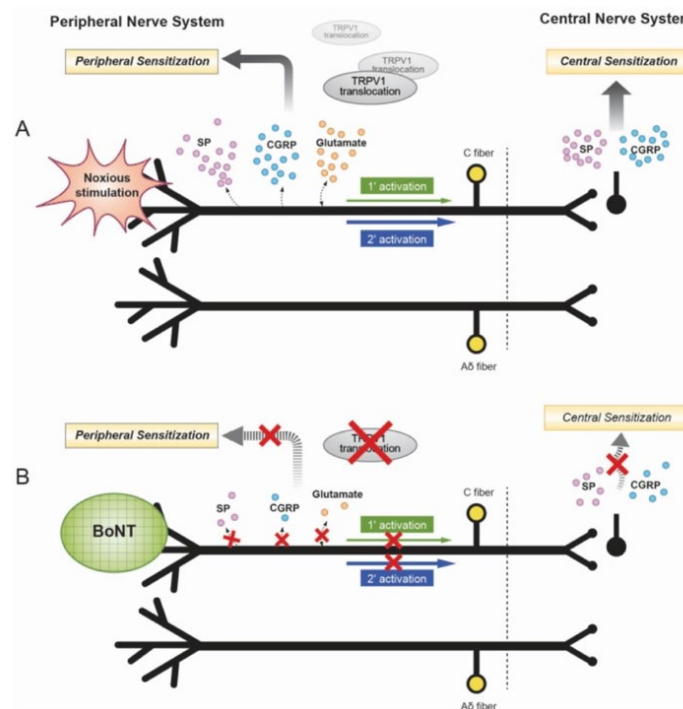 Peripheral Nerve System
Central Nerve System
TRPV1
translocation
TRPV1
translocation
TRPV1
translocation
Peripheral Sensitization
Central Sensitization
A
SP
CGRP
Glutamate
C fiber
SP
CGRP
Noxious
stimulation
1' activation
2' activation
Aδ fiber
Peripheral Sensitization
TRPV1
translocation
Central Sensitization
B
SP
CGRP
Glutamate
C fiber
SP
CGRP
BoNT
1' activation
2' activation
Aδ fiber